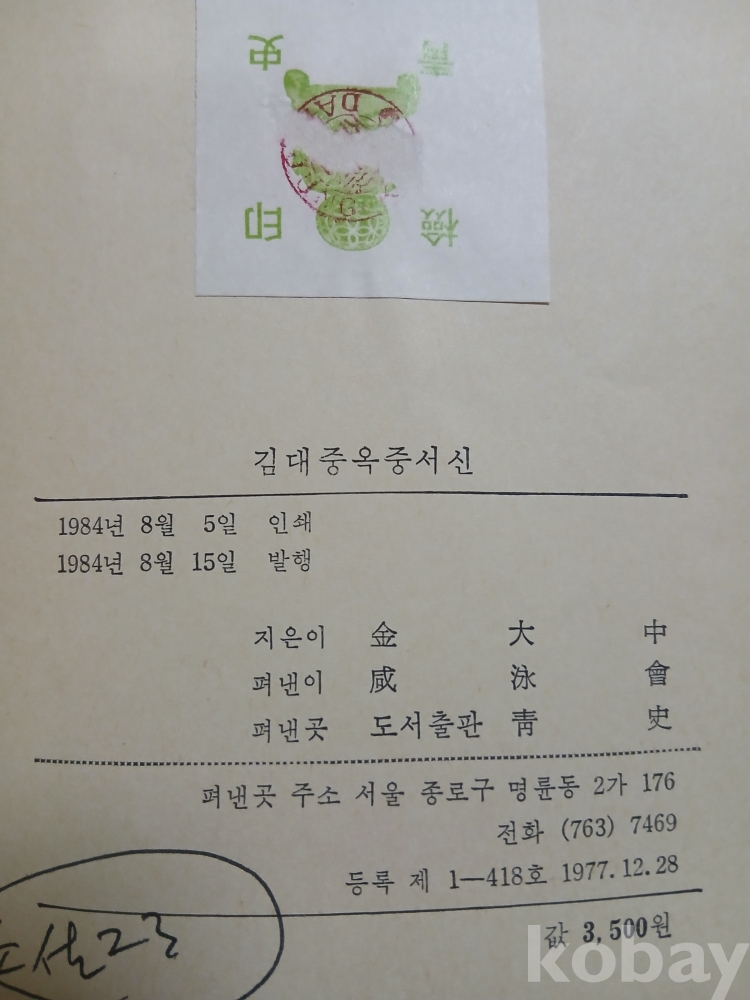 檢 印
靑 史
김대중옥중서신
1984년 8월 5일 인쇄
1984년 8월 15일 발행
지은이 金 大 中
펴낸이 咸 泳 會
펴낸곳 도서출판 靑 史
펴낸곳 주소 서울 종로구 명륜동 2가 176
전화 (763) 7469
등록 제 1—418호 1977.12.28
값 3,500원
kobay